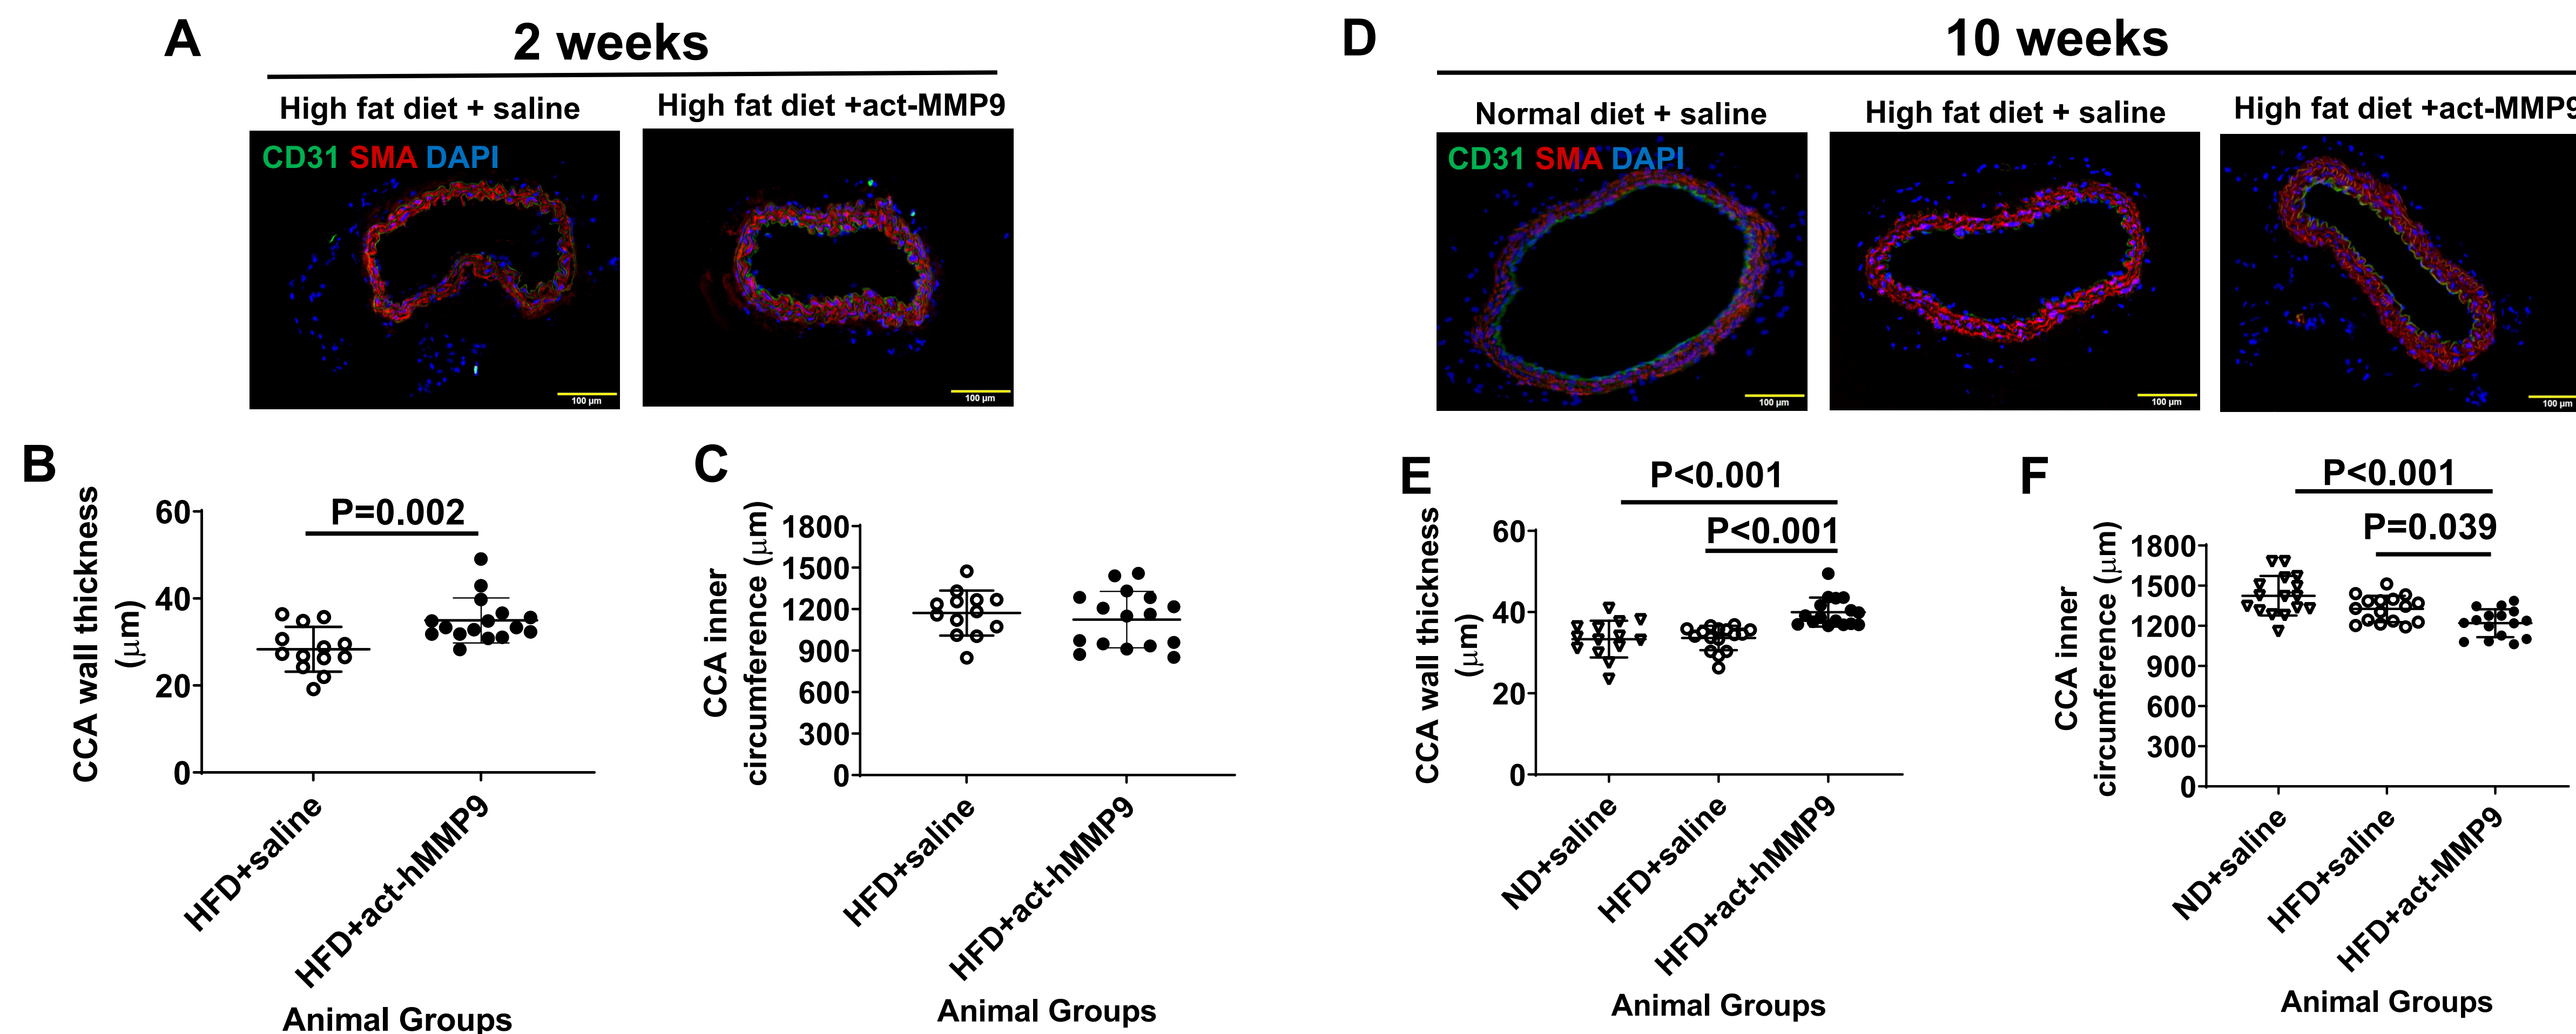 A
2 weeks
High fat diet + saline
High fat diet +act-MMP9
CD31 SMA DAPI
100 µm
100 µm
B
CCA wall thickness
(µm)
60
40
20
0
P=0.002
HFD+saline
HFD+act-hMMP9
Animal Groups
C
CCA inner
circumference (µm)
1800
1500
1200
900
600
300
0
HFD+saline
HFD+act-hMMP9
Animal Groups
D
10 weeks
Normal diet + saline
High fat diet + saline
High fat diet +act-MMP9
CD31 SMA DAPI
100 µm
100 µm
100 µm
E
CCA wall thickness
(µm)
60
40
20
0
P<0.001
P<0.001
ND+saline
HFD+saline
HFD+act-hMMP9
Animal Groups
F
CCA inner
circumference (µm)
1800
1500
1200
900
600
300
0
P<0.001
P=0.039
ND+saline
HFD+saline
HFD+act-MMP9
Animal Groups